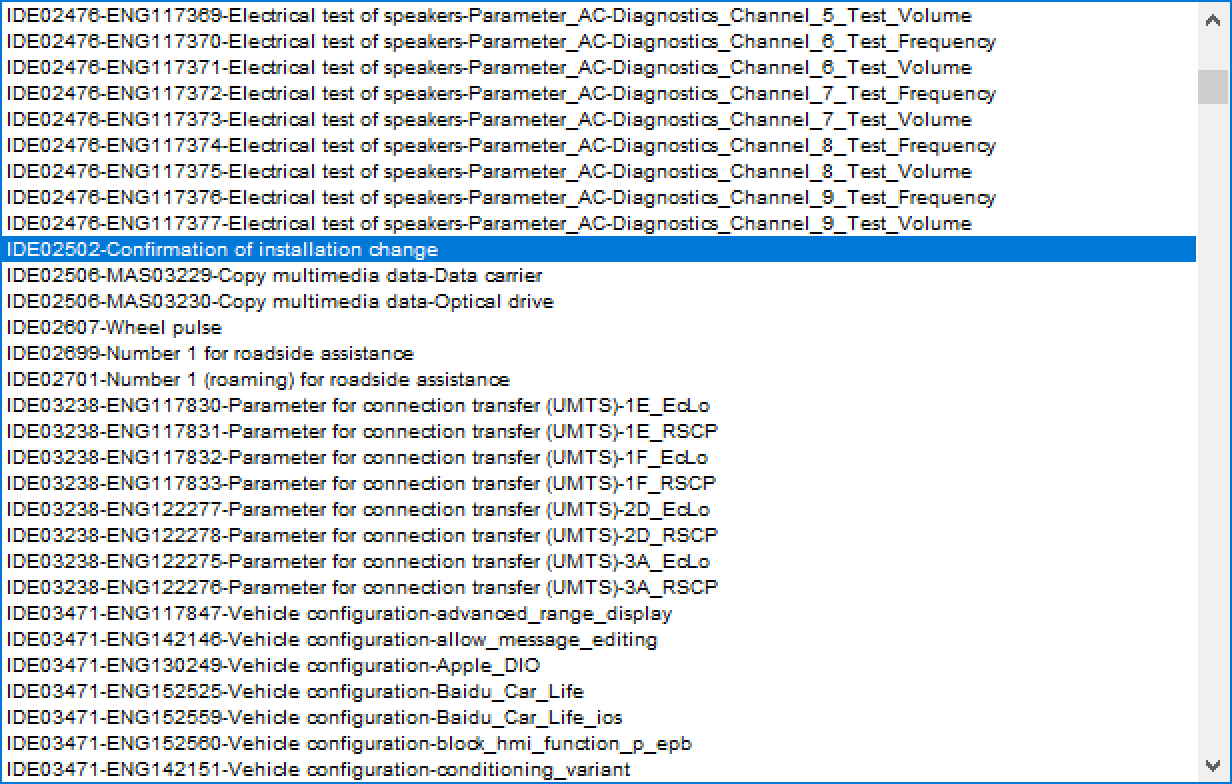 IDE02476-ENG117369-Electrical test of speakers-Parameter_AC-Diagnostics_Channel_5_Test_Volume
IDE02476-ENG117370-Electrical test of speakers-Parameter_AC-Diagnostics_Channel_6_Test_Frequency
IDE02476-ENG117371-Electrical test of speakers-Parameter_AC-Diagnostics_Channel_6_Test_Volume
IDE02476-ENG117372-Electrical test of speakers-Parameter_AC-Diagnostics_Channel_7_Test_Frequency
IDE02476-ENG117373-Electrical test of speakers-Parameter_AC-Diagnostics_Channel_7_Test_Volume
IDE02476-ENG117374-Electrical test of speakers-Parameter_AC-Diagnostics_Channel_8_Test_Frequency
IDE02476-ENG117375-Electrical test of speakers-Parameter_AC-Diagnostics_Channel_8_Test_Volume
IDE02476-ENG117376-Electrical test of speakers-Parameter_AC-Diagnostics_Channel_9_Test_Frequency
IDE02476-ENG117377-Electrical test of speakers-Parameter_AC-Diagnostics_Channel_9_Test_Volume
IDE02502-Confirmation of installation change
IDE02506-MAS03229-Copy multimedia data-Data carrier
IDE02506-MAS03230-Copy multimedia data-Optical drive
IDE02607-Wheel pulse
IDE02699-Number 1 for roadside assistance
IDE02701-Number 1 (roaming) for roadside assistance
IDE03238-ENG117830-Parameter for connection transfer (UMTS)-1E_EcLo
IDE03238-ENG117831-Parameter for connection transfer (UMTS)-1E_RSCP
IDE03238-ENG117832-Parameter for connection transfer (UMTS)-1F_EcLo
IDE03238-ENG117833-Parameter for connection transfer (UMTS)-1F_RSCP
IDE03238-ENG122277-Parameter for connection transfer (UMTS)-2D_EcLo
IDE03238-ENG122278-Parameter for connection transfer (UMTS)-2D_RSCP
IDE03238-ENG122275-Parameter for connection transfer (UMTS)-3A_EcLo
IDE03238-ENG122276-Parameter for connection transfer (UMTS)-3A_RSCP
IDE03471-ENG117847-Vehicle configuration-advanced_range_display
IDE03471-ENG142146-Vehicle configuration-allow_message_editing
IDE03471-ENG130249-Vehicle configuration-Apple_DIO
IDE03471-ENG152525-Vehicle configuration-Baidu_Car_Life
IDE03471-ENG152559-Vehicle configuration-Baidu_Car_Life_ios
IDE03471-ENG152560-Vehicle configuration-block_hmi_function_p_epb
IDE03471-ENG142151-Vehicle configuration-conditioning_variant